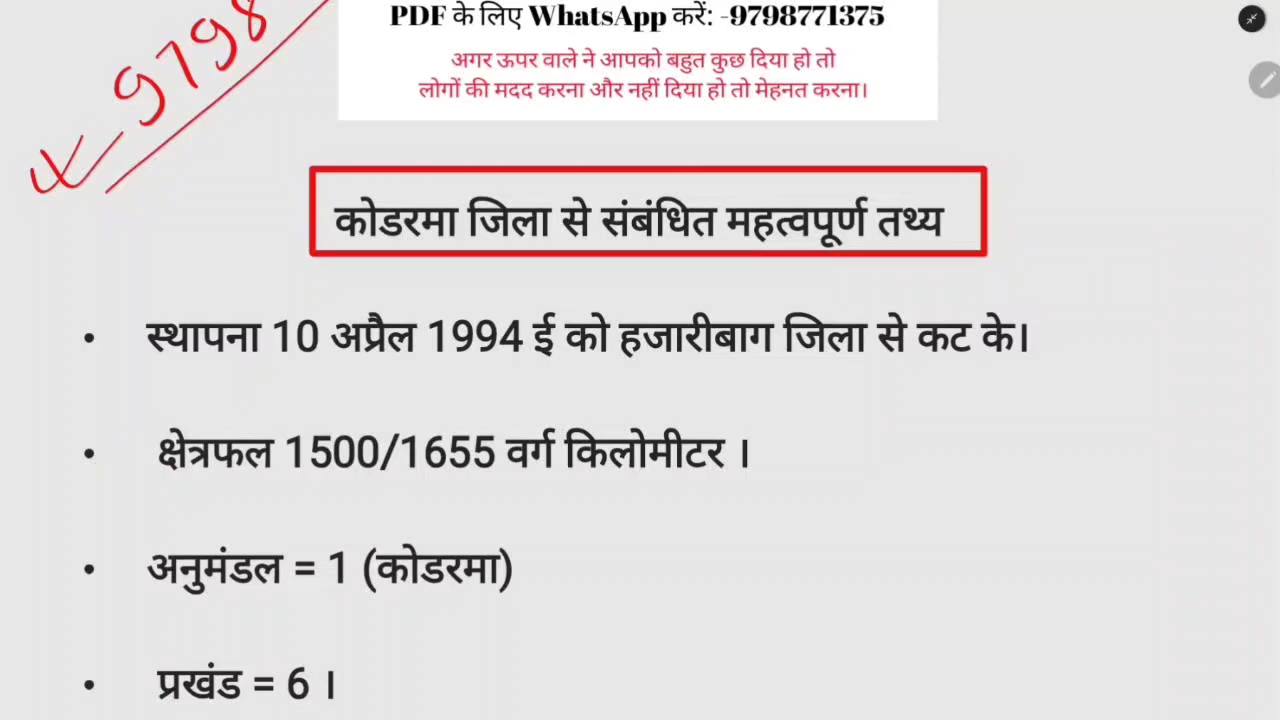 PDF के लिए WhatsApp करें: -9798771375
अगर ऊपर वाले ने आपको बहुत कुछ दिया हो तो
लोगों की मदद करना और नहीं दिया हो तो मेहनत करना।
9798
कोडरमा जिला से संबंधित महत्वपूर्ण तथ्य
• स्थापना 10 अप्रैल 1994 ई को हजारीबाग जिला से कट के।
• क्षेत्रफल 1500/1655 वर्ग किलोमीटर ।
• अनुमंडल = 1 (कोडरमा)
• प्रखंड = 6 ।